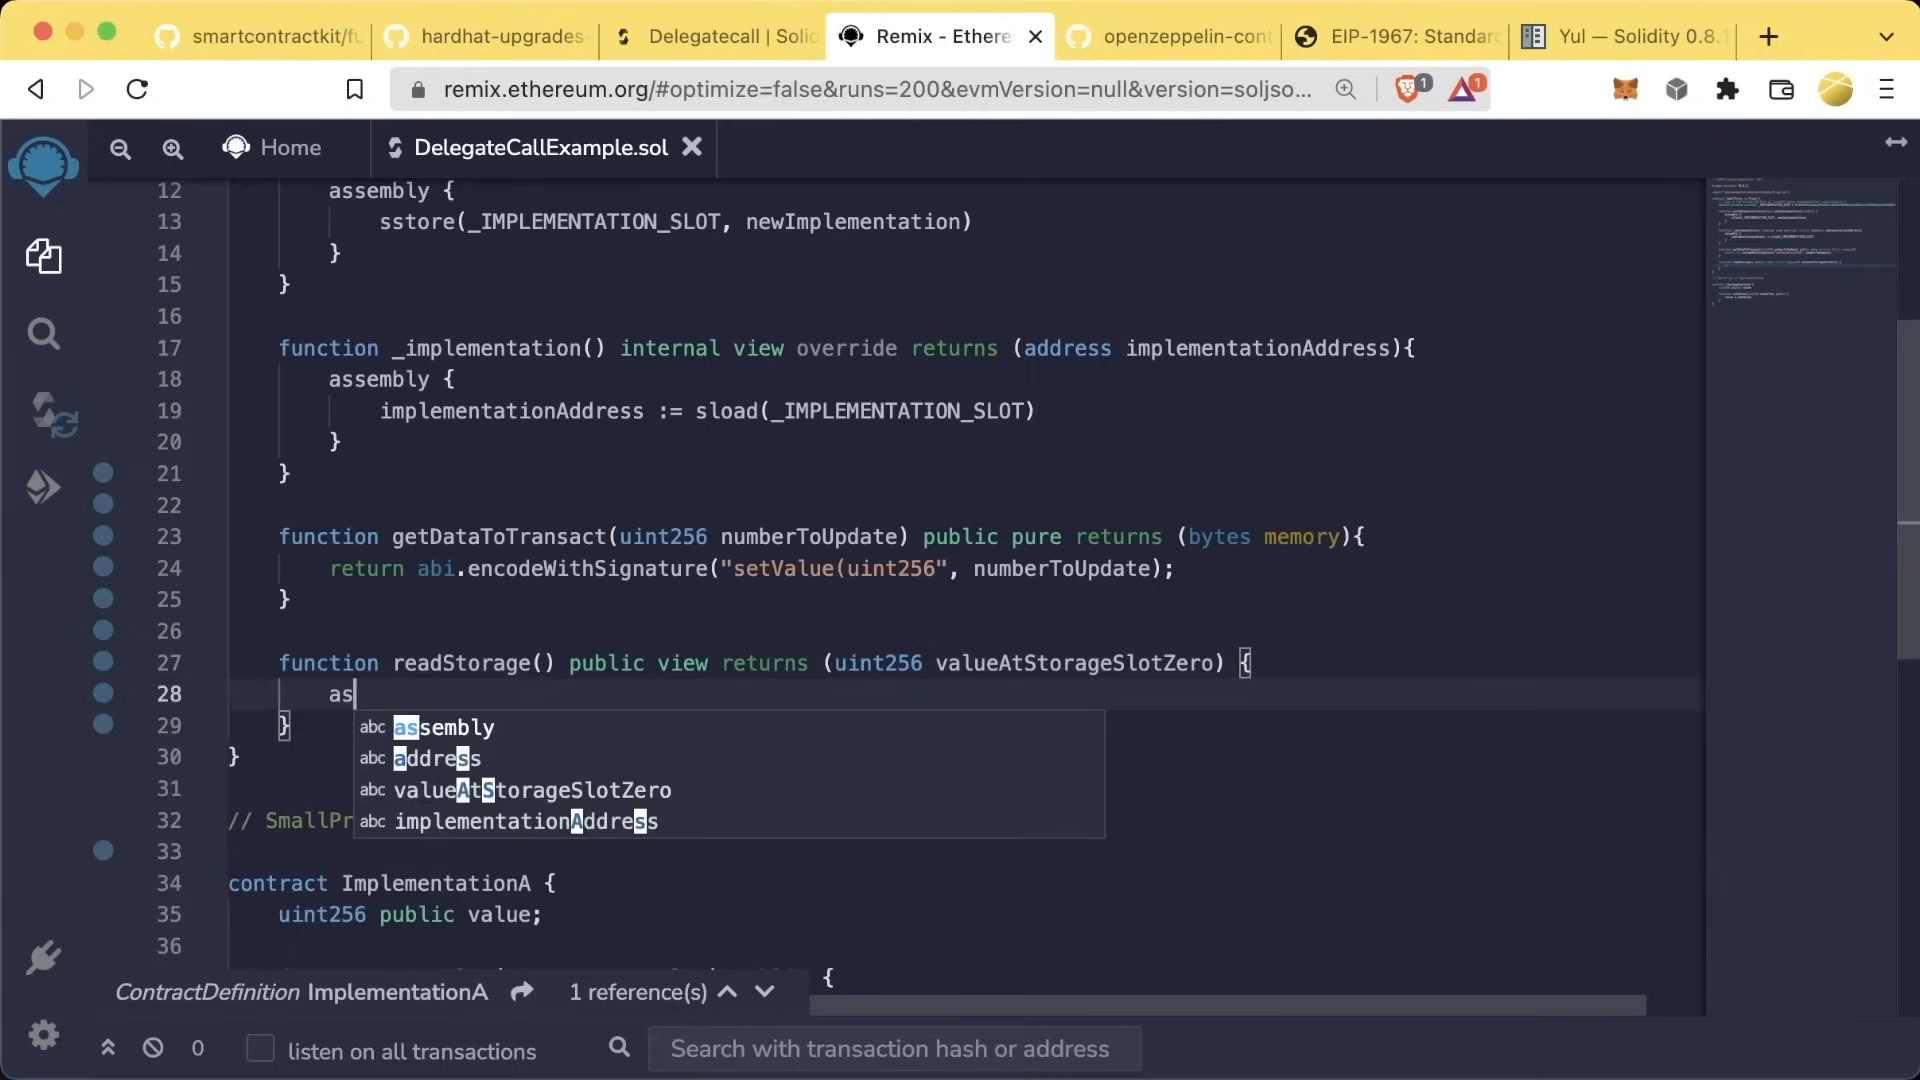 smartcontractkit/fu
hardhat-upgrades-
Delegatecall | Soli
Remix - Ethere
openzeppelin-cont
EIP-1967: Standar
Yul — Solidity 0.8.1
remix.ethereum.org/#optimize=false&runs=200&evmVersion=null&version=soljso...
1
1
Home
DelegateCallExample.sol
12 assembly {
13 sstore(_IMPLEMENTATION_SLOT, newImplementation)
14 }
15 }
16
17 function _implementation() internal view override returns (address implementationAddress){
18 assembly {
19 implementationAddress := sload(_IMPLEMENTATION_SLOT)
20 }
21 }
22
23 function getDataToTransact(uint256 numberToUpdate) public pure returns (bytes memory){
24 return abi.encodeWithSignature("setValue(uint256", numberToUpdate);
25 }
26
27 function readStorage() public view returns (uint256 valueAtStorageSlotZero) {
28 as
abc assembly
29 }
abc address
30 }
abc valueAtStorageSlotZero
31
32 // SmallPr
abc implementationAddress
33
34 contract ImplementationA {
35 uint256 public value;
36
{
ContractDefinition ImplementationA 1 reference(s)
0 listen on all transactions Search with transaction hash or address